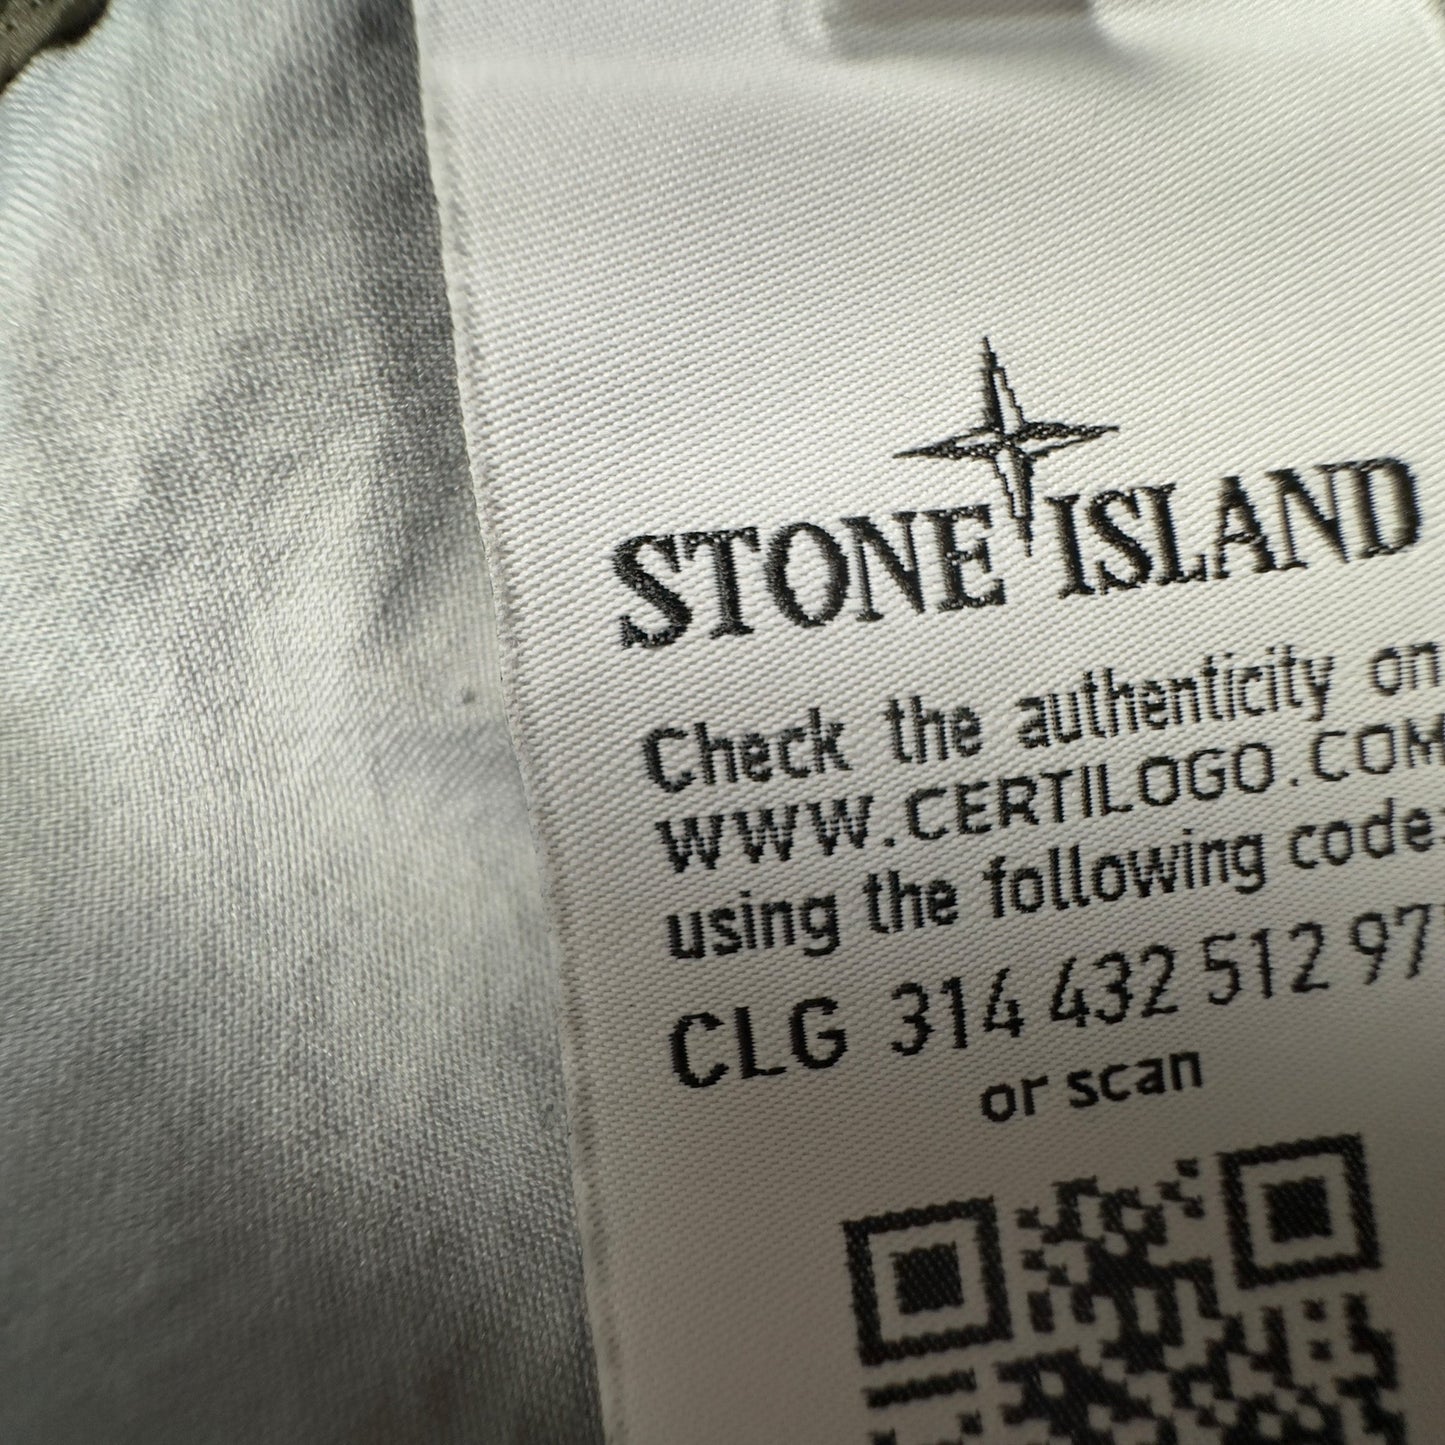 STONE ISLAND
Check the authenticity on
WWW.CERTILOGO.COM
using the following code:
CLG 314 432 512 97
or scan